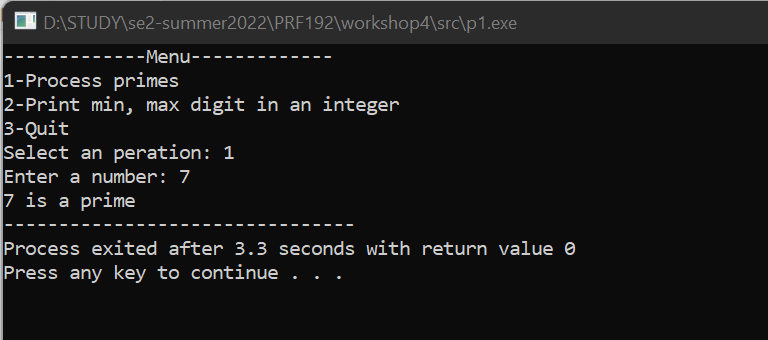 D:\STUDY\se2-summer2022\PRF192\workshop4\src\p1.exe
-------------Menu-------------
1-Process primes
2-Print min, max digit in an integer
3-Quit
Select an peration: 1
Enter a number: 7
7 is a prime
--------------------------------
Process exited after 3.3 seconds with return value 0
Press any key to continue . . .